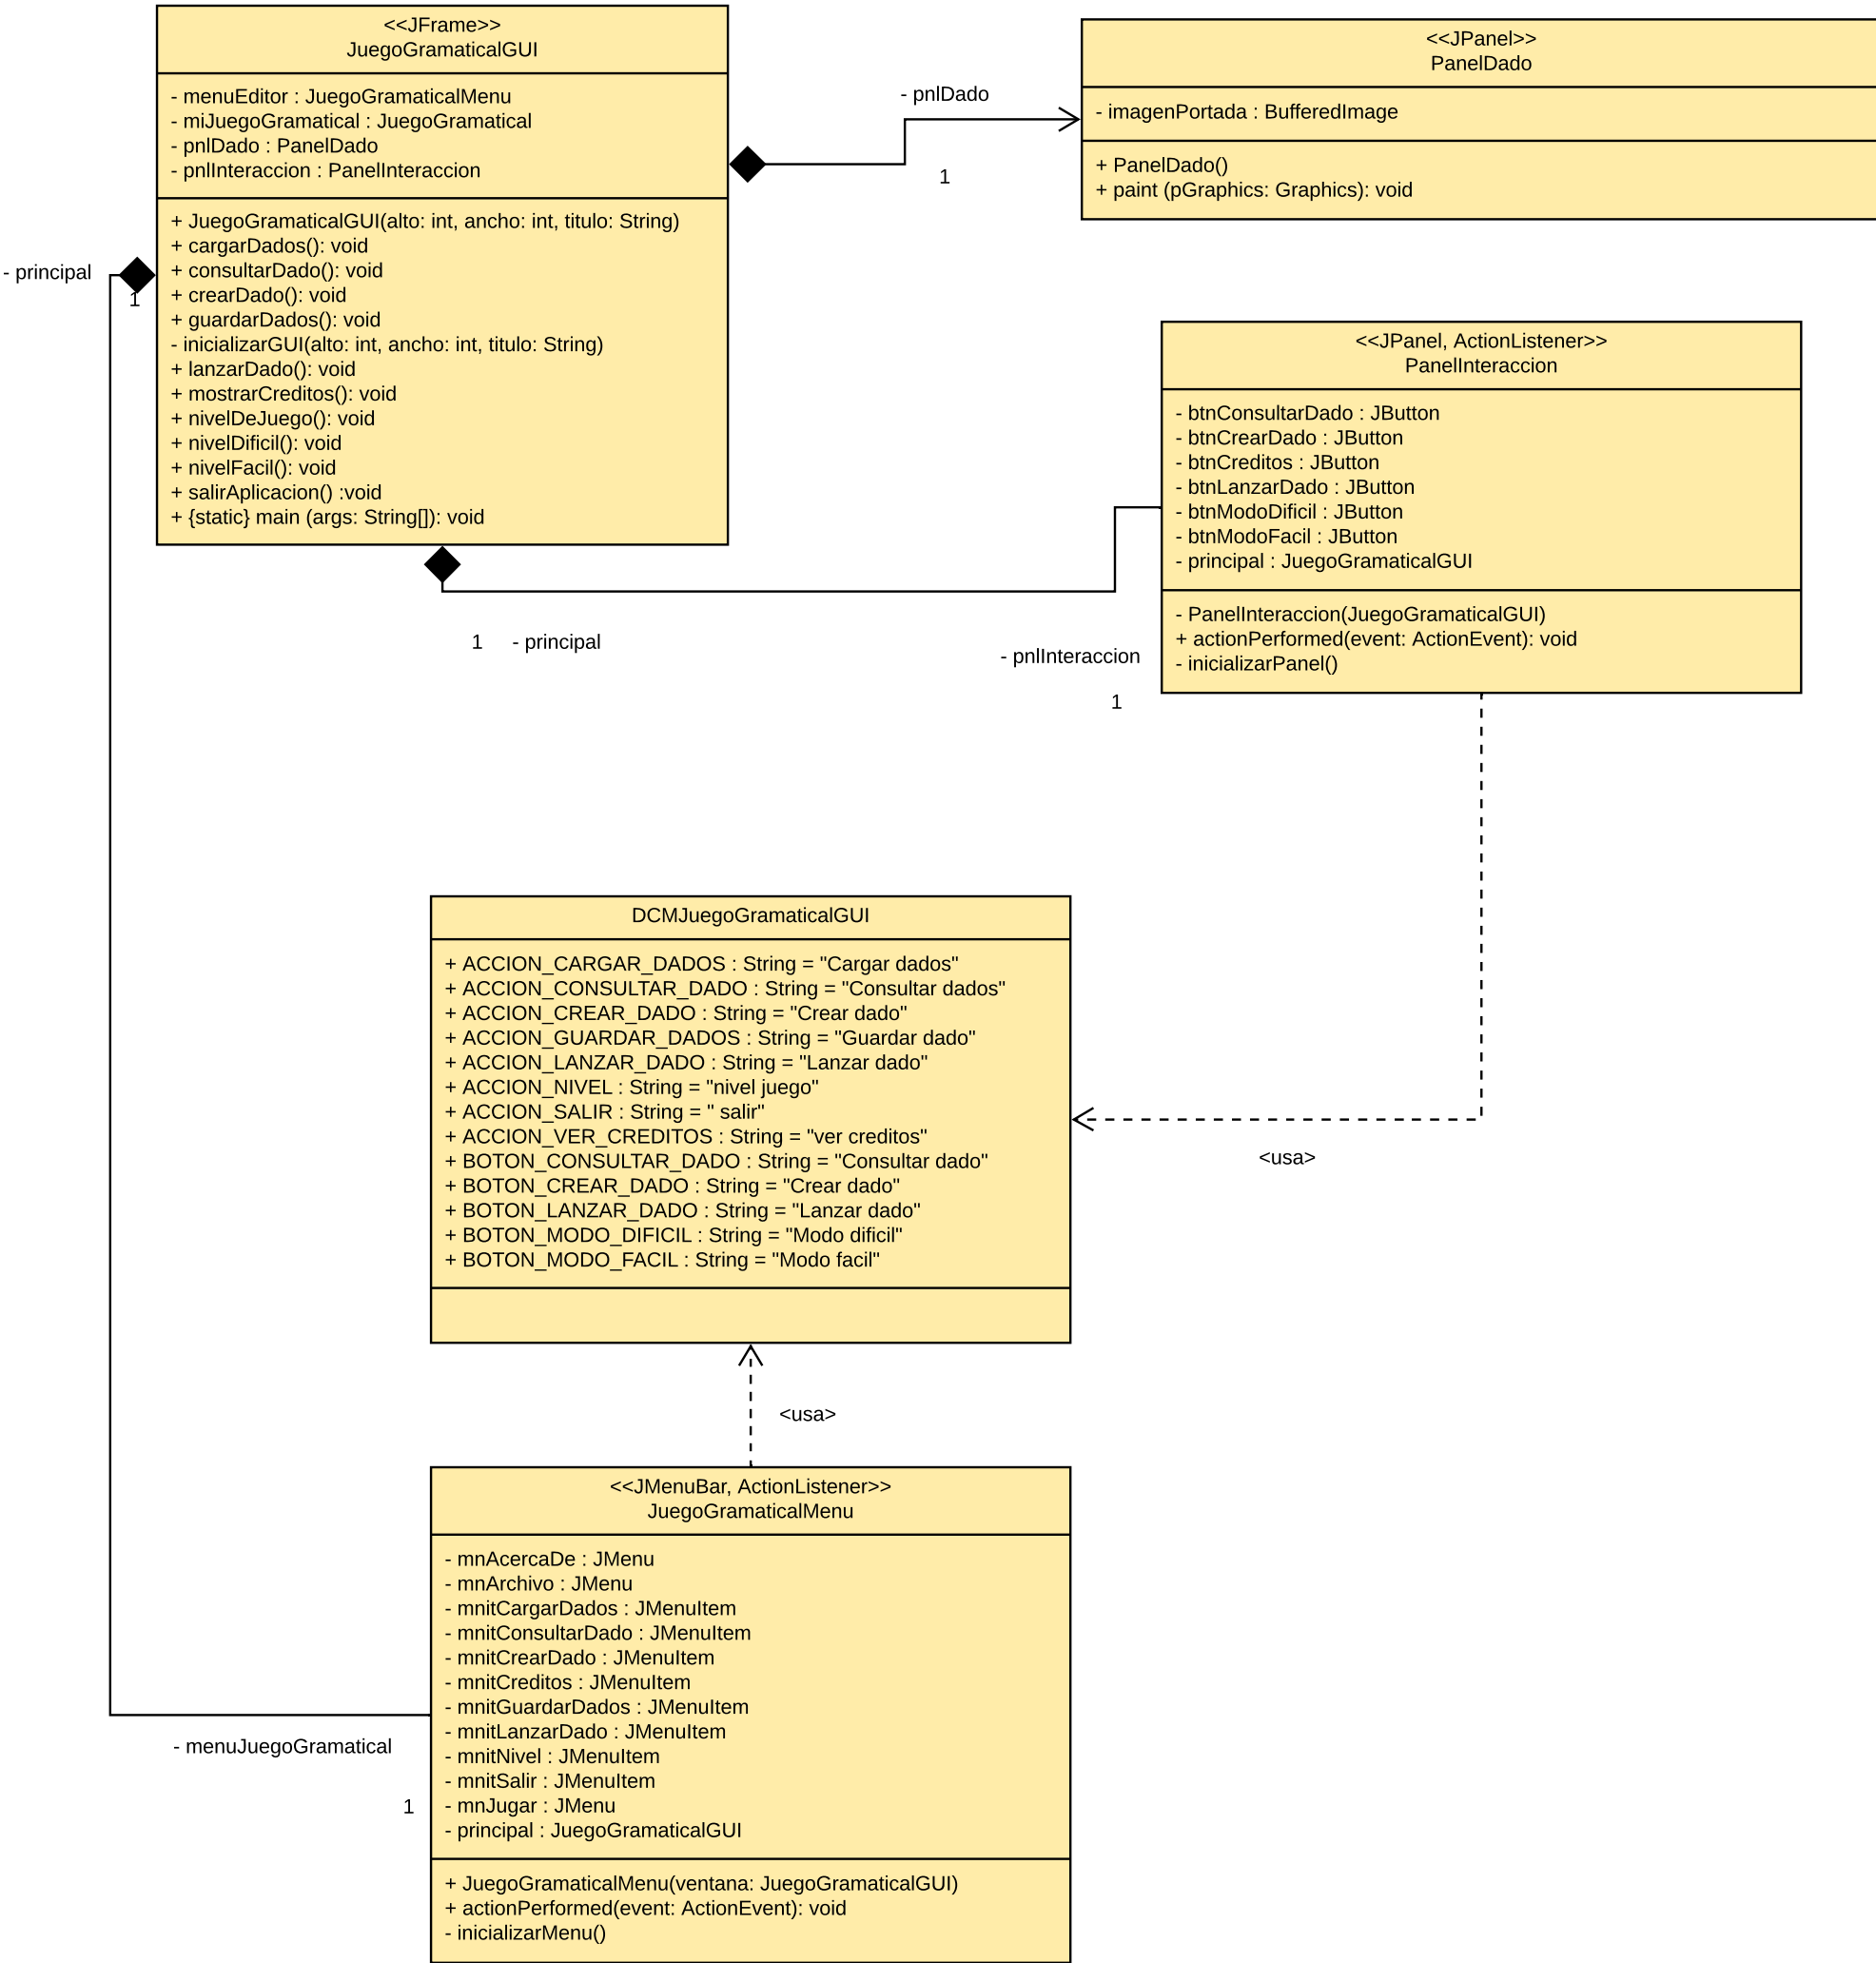 <<JFrame>>
JuegoGramaticalGUI
- menuEditor : JuegoGramaticalMenu
- miJuegoGramatical : JuegoGramatical
- pnlDado : PanelDado
- pnlInteraccion : PanelInteraccion
+ JuegoGramaticalGUI(alto: int, ancho: int, titulo: String)
+ cargarDados(): void
+ consultarDado(): void
+ crearDado(): void
+ guardarDados(): void
- inicializarGUI(alto: int, ancho: int, titulo: String)
+ lanzarDado(): void
+ mostrarCreditos(): void
+ nivelDeJuego(): void
+ nivelDificil(): void
+ nivelFacil(): void
+ salirAplicacion() :void
+ {static} main (args: String[]): void
- pnlDado
1
<<JPanel>>
PanelDado
- imagenPortada : BufferedImage
+ PanelDado()
+ paint (pGraphics: Graphics): void
- principal
1
<<JPanel, ActionListener>>
PanelInteraccion
- btnConsultarDado : JButton
- btnCrearDado : JButton
- btnCreditos : JButton
- btnLanzarDado : JButton
- btnModoDificil : JButton
- btnModoFacil : JButton
- principal : JuegoGramaticalGUI
- PanelInteraccion(JuegoGramaticalGUI)
+ actionPerformed(event: ActionEvent): void
- inicializarPanel()
1
- principal
- pnlInteraccion
1
DCMJuegoGramaticalGUI
+ ACCION_CARGAR_DADOS : String = "Cargar dados"
+ ACCION_CONSULTAR_DADO : String = "Consultar dados"
+ ACCION_CREAR_DADO : String = "Crear dado"
+ ACCION_GUARDAR_DADOS : String = "Guardar dado"
+ ACCION_LANZAR_DADO : String = "Lanzar dado"
+ ACCION_NIVEL : String = "nivel juego"
+ ACCION_SALIR : String = " salir"
+ ACCION_VER_CREDITOS : String = "ver creditos"
+ BOTON_CONSULTAR_DADO : String = "Consultar dado"
+ BOTON_CREAR_DADO : String = "Crear dado"
+ BOTON_LANZAR_DADO : String = "Lanzar dado"
+ BOTON_MODO_DIFICIL : String = "Modo dificil"
+ BOTON_MODO_FACIL : String = "Modo facil"
<usa>
<usa>
<<JMenuBar, ActionListener>>
JuegoGramaticalMenu
- mnAcercaDe : JMenu
- mnArchivo : JMenu
- mnitCargarDados : JMenuItem
- mnitConsultarDado : JMenuItem
- mnitCrearDado : JMenuItem
- mnitCreditos : JMenuItem
- mnitGuardarDados : JMenuItem
- mnitLanzarDado : JMenuItem
- mnitNivel : JMenuItem
- mnitSalir : JMenuItem
- mnJugar : JMenu
- principal : JuegoGramaticalGUI
+ JuegoGramaticalMenu(ventana: JuegoGramaticalGUI)
+ actionPerformed(event: ActionEvent): void
- inicializarMenu()
- menuJuegoGramatical
1